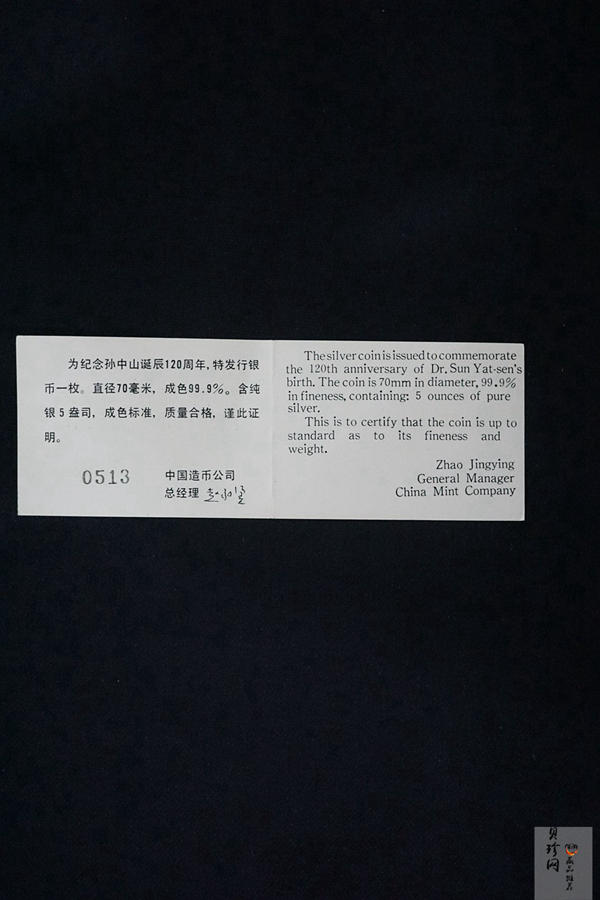 为纪念孙中山诞辰120周年,特发行银
币一枚。直径70毫米，成色99.9%。含纯
银5盎司，成色标准，质量合格，谨此证
明。
0513
中国造币公司
总经理
The silver coin is issued to commemorate
the 120th anniversary of Dr. Sun Yat-sen's
birth. The coin is 70mm in diameter, 99.9%
in fineness, containing: 5 ounces of pure
silver.
This is to certify that the coin is up to
standard as to its fineness and
weight.
Zhao Jingying
General Manager
China Mint Company
贝珍网